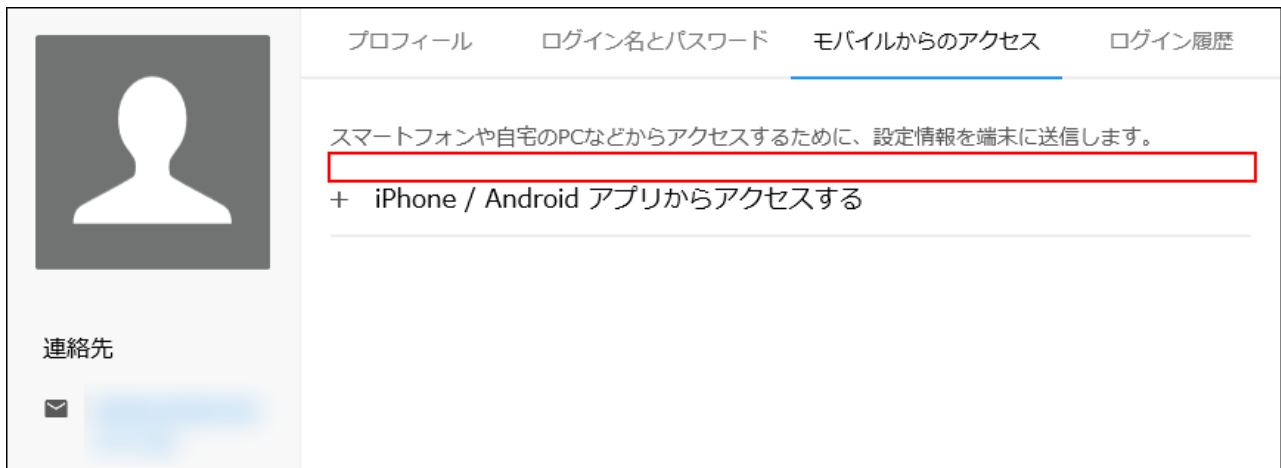 プロフィール ログイン名とパスワード モバイルからのアクセス ログイン履歴
スマートフォンや自宅のPCなどからアクセスするために、設定情報を端末に送信します。
+ iPhone / Android アプリからアクセスする
連絡先